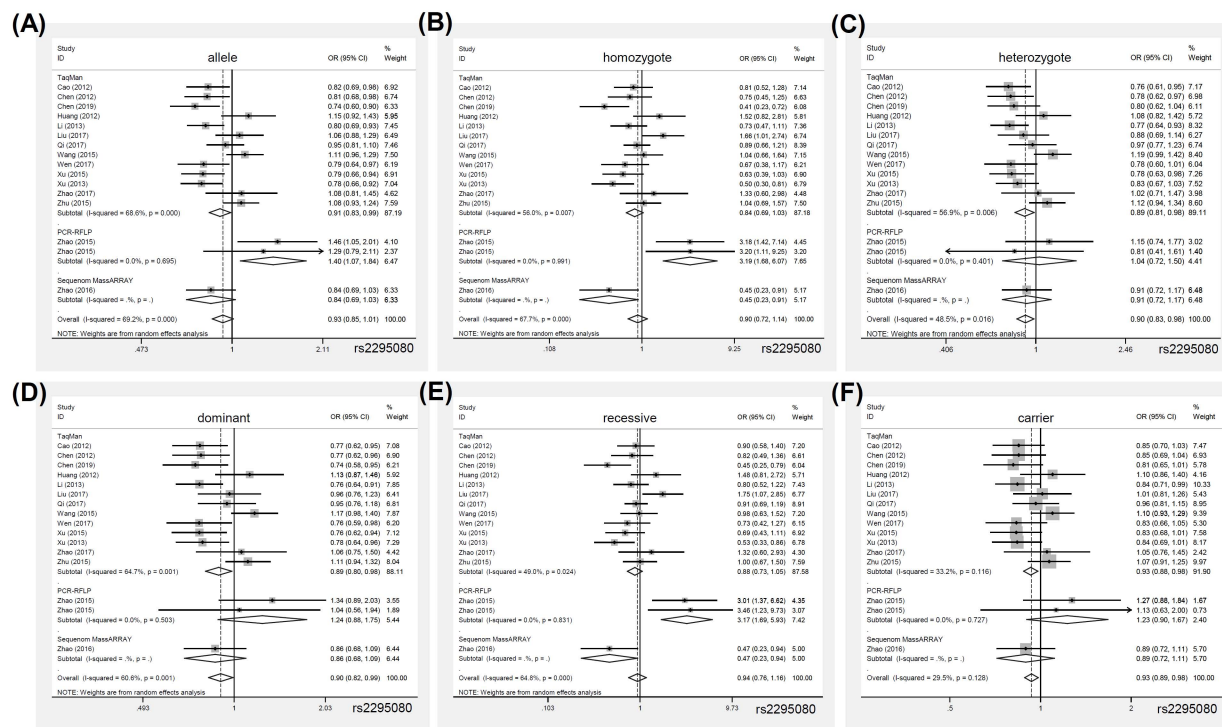 (A)
Study
%
ID
allele
OR (95% CI)
Weight
TaqMan
Cao (2012) 0.82 (0.69, 0.98) 6.92
Chen (2012) 0.81 (0.68, 0.98) 6.74
Chen (2019) 0.74 (0.60, 0.90) 6.33
Huang (2012) 1.15 (0.92, 1.43) 5.95
Li (2013) 0.80 (0.69, 0.93) 7.45
Liu (2017) 1.06 (0.88, 1.29) 6.49
Qi (2017) 0.95 (0.81, 1.10) 7.46
Wang (2015) 1.11 (0.96, 1.29) 7.50
Wen (2017) 0.79 (0.64, 0.97) 6.19
Xu (2015) 0.79 (0.66, 0.94) 6.91
Xu (2013) 0.78 (0.66, 0.92) 7.04
Zhao (2017) 1.08 (0.81, 1.45) 4.62
Zhu (2015) 1.08 (0.93, 1.24) 7.59
Subtotal (I-squared = 68.6%, p = 0.000) 0.91 (0.83, 0.99) 87.19
.
PCR-RFLP
Zhao (2015) 1.46 (1.05, 2.01) 4.10
Zhao (2015) 1.29 (0.79, 2.11) 2.37
Subtotal (I-squared = 0.0%, p = 0.695) 1.40 (1.07, 1.84) 6.47
.
Sequenom MassARRAY
Zhao (2016) 0.84 (0.69, 1.03) 6.33
Subtotal (I-squared = .%, p = .) 0.84 (0.69, 1.03) 6.33
.
Overall (I-squared = 69.2%, p = 0.000) 0.93 (0.85, 1.01) 100.00
NOTE: Weights are from random effects analysis
.473 1 2.11 rs2295080
(B)
Study
%
ID
homozygote
OR (95% CI)
Weight
TaqMan
Cao (2012) 0.81 (0.52, 1.28) 7.14
Chen (2012) 0.75 (0.45, 1.25) 6.63
Chen (2019) 0.41 (0.23, 0.72) 6.08
Huang (2012) 1.52 (0.82, 2.81) 5.81
Li (2013) 0.73 (0.47, 1.11) 7.36
Liu (2017) 1.66 (1.01, 2.74) 6.74
Qi (2017) 0.89 (0.66, 1.21) 8.39
Wang (2015) 1.04 (0.66, 1.64) 7.15
Wen (2017) 0.67 (0.38, 1.17) 6.21
Xu (2015) 0.63 (0.39, 1.03) 6.90
Xu (2013) 0.50 (0.30, 0.81) 6.79
Zhao (2017) 1.33 (0.60, 2.98) 4.48
Zhu (2015) 1.04 (0.69, 1.57) 7.50
Subtotal (I-squared = 56.0%, p = 0.007) 0.84 (0.69, 1.03) 87.18
.
PCR-RFLP
Zhao (2015) 3.18 (1.42, 7.14) 4.45
Zhao (2015) 3.20 (1.11, 9.25) 3.20
Subtotal (I-squared = 0.0%, p = 0.991) 3.19 (1.68, 6.07) 7.65
.
Sequenom MassARRAY
Zhao (2016) 0.45 (0.23, 0.91) 5.17
Subtotal (I-squared = .%, p = .) 0.45 (0.23, 0.91) 5.17
.
Overall (I-squared = 67.7%, p = 0.000) 0.90 (0.72, 1.14) 100.00
NOTE: Weights are from random effects analysis
.108 1 9.25 rs2295080
(C)
Study
%
ID
heterozygote
OR (95% CI)
Weight
TaqMan
Cao (2012) 0.76 (0.61, 0.95) 7.17
Chen (2012) 0.78 (0.62, 0.97) 6.98
Chen (2019) 0.80 (0.62, 1.04) 6.11
Huang (2012) 1.08 (0.82, 1.42) 5.72
Li (2013) 0.77 (0.64, 0.93) 8.32
Liu (2017) 0.88 (0.69, 1.14) 6.27
Qi (2017) 0.97 (0.77, 1.23) 6.74
Wang (2015) 1.19 (0.99, 1.42) 8.40
Wen (2017) 0.78 (0.60, 1.01) 6.04
Xu (2015) 0.78 (0.63, 0.98) 7.26
Xu (2013) 0.83 (0.67, 1.03) 7.52
Zhao (2017) 1.02 (0.71, 1.47) 3.98
Zhu (2015) 1.12 (0.94, 1.34) 8.60
Subtotal (I-squared = 56.9%, p = 0.006) 0.89 (0.81, 0.98) 89.11
.
PCR-RFLP
Zhao (2015) 1.15 (0.74, 1.77) 3.02
Zhao (2015) 0.81 (0.41, 1.61) 1.40
Subtotal (I-squared = 0.0%, p = 0.401) 1.04 (0.72, 1.50) 4.41
.
Sequenom MassARRAY
Zhao (2016) 0.91 (0.72, 1.17) 6.48
Subtotal (I-squared = .%, p = .) 0.91 (0.72, 1.17) 6.48
.
Overall (I-squared = 48.5%, p = 0.016) 0.90 (0.83, 0.98) 100.00
NOTE: Weights are from random effects analysis
.406 1 2.46 rs2295080
(D)
Study
%
ID
dominant
OR (95% CI)
Weight
TaqMan
Cao (2012) 0.77 (0.62, 0.95) 7.08
Chen (2012) 0.77 (0.62, 0.96) 6.90
Chen (2019) 0.74 (0.58, 0.95) 6.21
Huang (2012) 1.13 (0.87, 1.46) 5.92
Li (2013) 0.76 (0.64, 0.91) 7.85
Liu (2017) 0.96 (0.76, 1.23) 6.41
Qi (2017) 0.95 (0.76, 1.18) 6.81
Wang (2015) 1.17 (0.98, 1.40) 7.87
Wen (2017) 0.76 (0.59, 0.98) 6.20
Xu (2015) 0.76 (0.62, 0.94) 7.12
Xu (2013) 0.78 (0.64, 0.96) 7.29
Zhao (2017) 1.06 (0.75, 1.50) 4.42
Zhu (2015) 1.11 (0.94, 1.32) 8.04
Subtotal (I-squared = 64.7%, p = 0.001) 0.89 (0.80, 0.98) 88.11
.
PCR-RFLP
Zhao (2015) 1.34 (0.89, 2.03) 3.55
Zhao (2015) 1.04 (0.56, 1.94) 1.89
Subtotal (I-squared = 0.0%, p = 0.503) 1.24 (0.88, 1.75) 5.44
.
Sequenom MassARRAY
Zhao (2016) 0.86 (0.68, 1.09) 6.44
Subtotal (I-squared = .%, p = .) 0.86 (0.68, 1.09) 6.44
.
Overall (I-squared = 60.6%, p = 0.001) 0.90 (0.82, 0.99) 100.00
NOTE: Weights are from random effects analysis
.493 1 2.03 rs2295080
(E)
Study
%
ID
recessive
OR (95% CI)
Weight
TaqMan
Cao (2012) 0.90 (0.58, 1.40) 7.20
Chen (2012) 0.82 (0.49, 1.36) 6.61
Chen (2019) 0.45 (0.25, 0.79) 6.04
Huang (2012) 1.48 (0.81, 2.72) 5.71
Li (2013) 0.80 (0.52, 1.22) 7.43
Liu (2017) 1.75 (1.07, 2.85) 6.77
Qi (2017) 0.91 (0.69, 1.19) 8.71
Wang (2015) 0.98 (0.63, 1.52) 7.16
Wen (2017) 0.73 (0.42, 1.27) 6.15
Xu (2015) 0.69 (0.43, 1.11) 6.92
Xu (2013) 0.53 (0.33, 0.86) 6.78
Zhao (2017) 1.32 (0.60, 2.93) 4.30
Zhu (2015) 1.00 (0.67, 1.50) 7.59
Subtotal (I-squared = 49.0%, p = 0.024) 0.88 (0.73, 1.05) 87.58
.
PCR-RFLP
Zhao (2015) 3.01 (1.37, 6.62) 4.35
Zhao (2015) 3.46 (1.23, 9.73) 3.07
Subtotal (I-squared = 0.0%, p = 0.831) 3.17 (1.69, 5.93) 7.42
.
Sequenom MassARRAY
Zhao (2016) 0.47 (0.23, 0.94) 5.00
Subtotal (I-squared = .%, p = .) 0.47 (0.23, 0.94) 5.00
.
Overall (I-squared = 64.8%, p = 0.000) 0.94 (0.76, 1.16) 100.00
NOTE: Weights are from random effects analysis
.103 1 9.73 rs2295080
(F)
Study
%
ID
carrier
OR (95% CI)
Weight
TaqMan
Cao (2012) 0.85 (0.70, 1.03) 7.47
Chen (2012) 0.85 (0.69, 1.04) 6.93
Chen (2019) 0.81 (0.65, 1.01) 5.78
Huang (2012) 1.10 (0.86, 1.40) 4.16
Li (2013) 0.84 (0.71, 0.99) 10.33
Liu (2017) 1.01 (0.81, 1.26) 5.43
Qi (2017) 0.96 (0.81, 1.15) 8.95
Wang (2015) 1.10 (0.93, 1.29) 9.39
Wen (2017) 0.83 (0.66, 1.05) 5.30
Xu (2015) 0.83 (0.68, 1.01) 7.58
Xu (2013) 0.84 (0.69, 1.01) 8.17
Zhao (2017) 1.05 (0.76, 1.45) 2.42
Zhu (2015) 1.07 (0.91, 1.25) 9.97
Subtotal (I-squared = 33.2%, p = 0.116) 0.93 (0.88, 0.98) 91.90
.
PCR-RFLP
Zhao (2015) 1.27 (0.88, 1.84) 1.67
Zhao (2015) 1.13 (0.63, 2.00) 0.73
Subtotal (I-squared = 0.0%, p = 0.727) 1.23 (0.90, 1.67) 2.40
.
Sequenom MassARRAY
Zhao (2016) 0.89 (0.72, 1.11) 5.70
Subtotal (I-squared = .%, p = .) 0.89 (0.72, 1.11) 5.70
.
Overall (I-squared = 29.5%, p = 0.128) 0.93 (0.89, 0.98) 100.00
.5 1 2 rs2295080